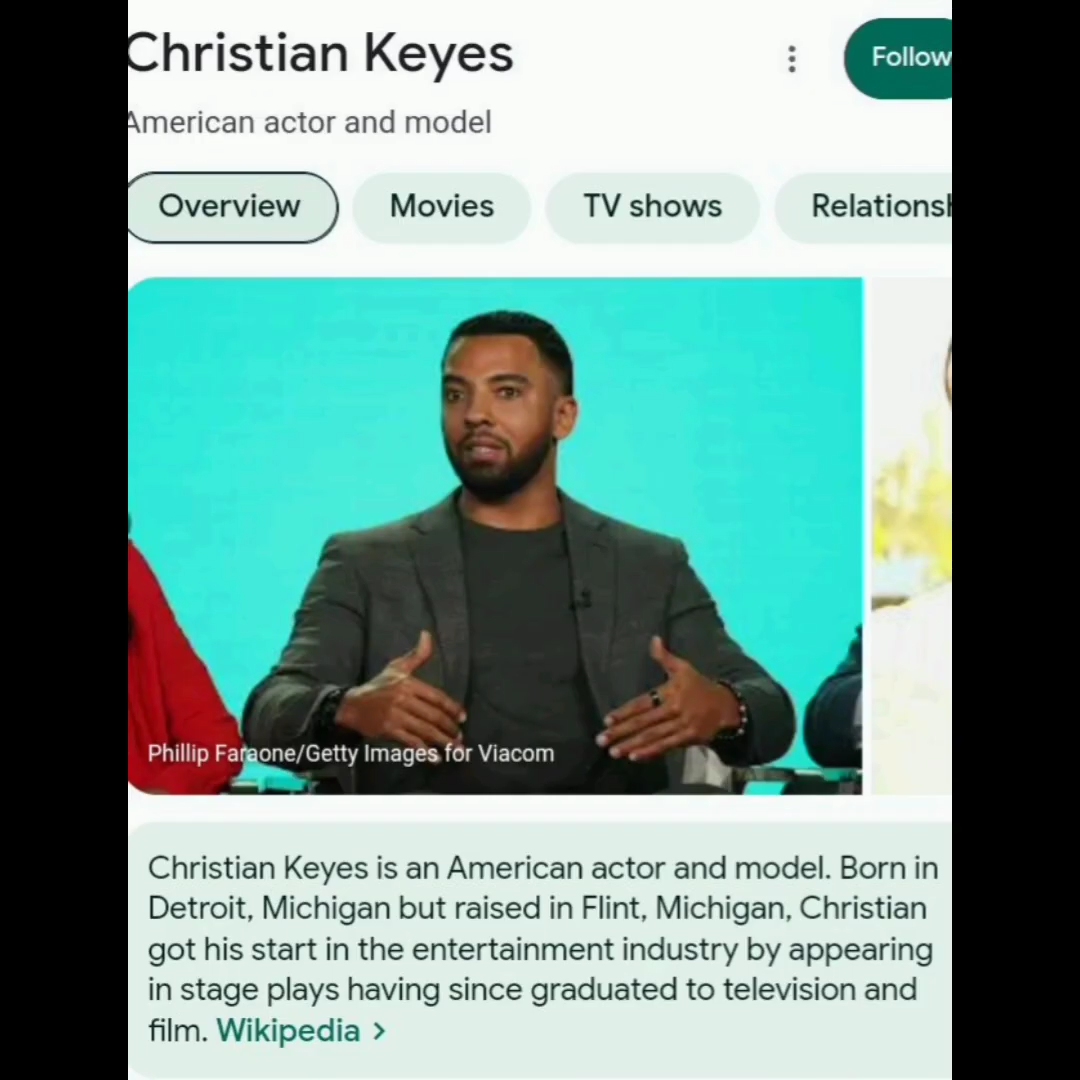 Christian Keyes
Follow
American actor and model
Overview
Movies
TV shows
Relations
Phillip Faraone/Getty Images for Viacom
Christian Keyes is an American actor and model. Born in
Detroit, Michigan but raised in Flint, Michigan, Christian
got his start in the entertainment industry by appearing
in stage plays having since graduated to television and
film. Wikipedia >